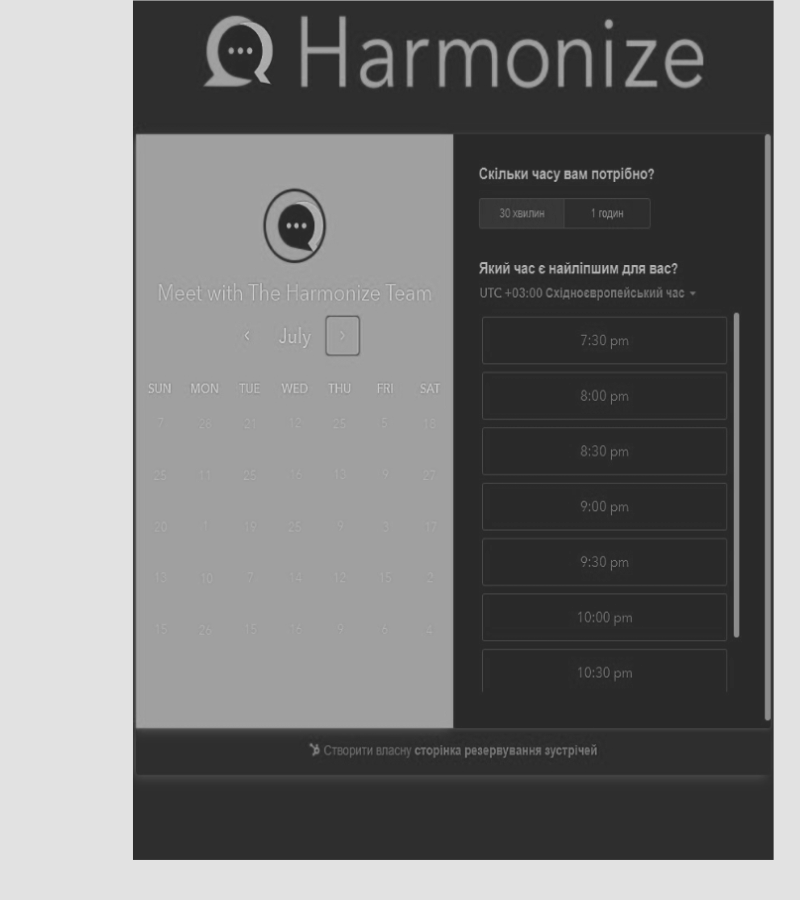 Harmonize
Meet with The Harmonize Team
July
SUN MON TUE WED THU FRI SAT
7 26 21 12 25 5 18
25 11 25 16 13 9 27
20 1 19 25 9 3 17
13 10 7 14 12 15 2
15 26 15 16 9 6 4
Скільки часу вам потрібно?
30 хвилин 1 годин
Який час є найліпшим для вас?
UTC +03:00 Східноєвропейський час
7:30 pm
8:00 pm
8:30 pm
9:00 pm
9:30 pm
10:00 pm
10:30 pm
Створити власну сторінка резервування зустрічей